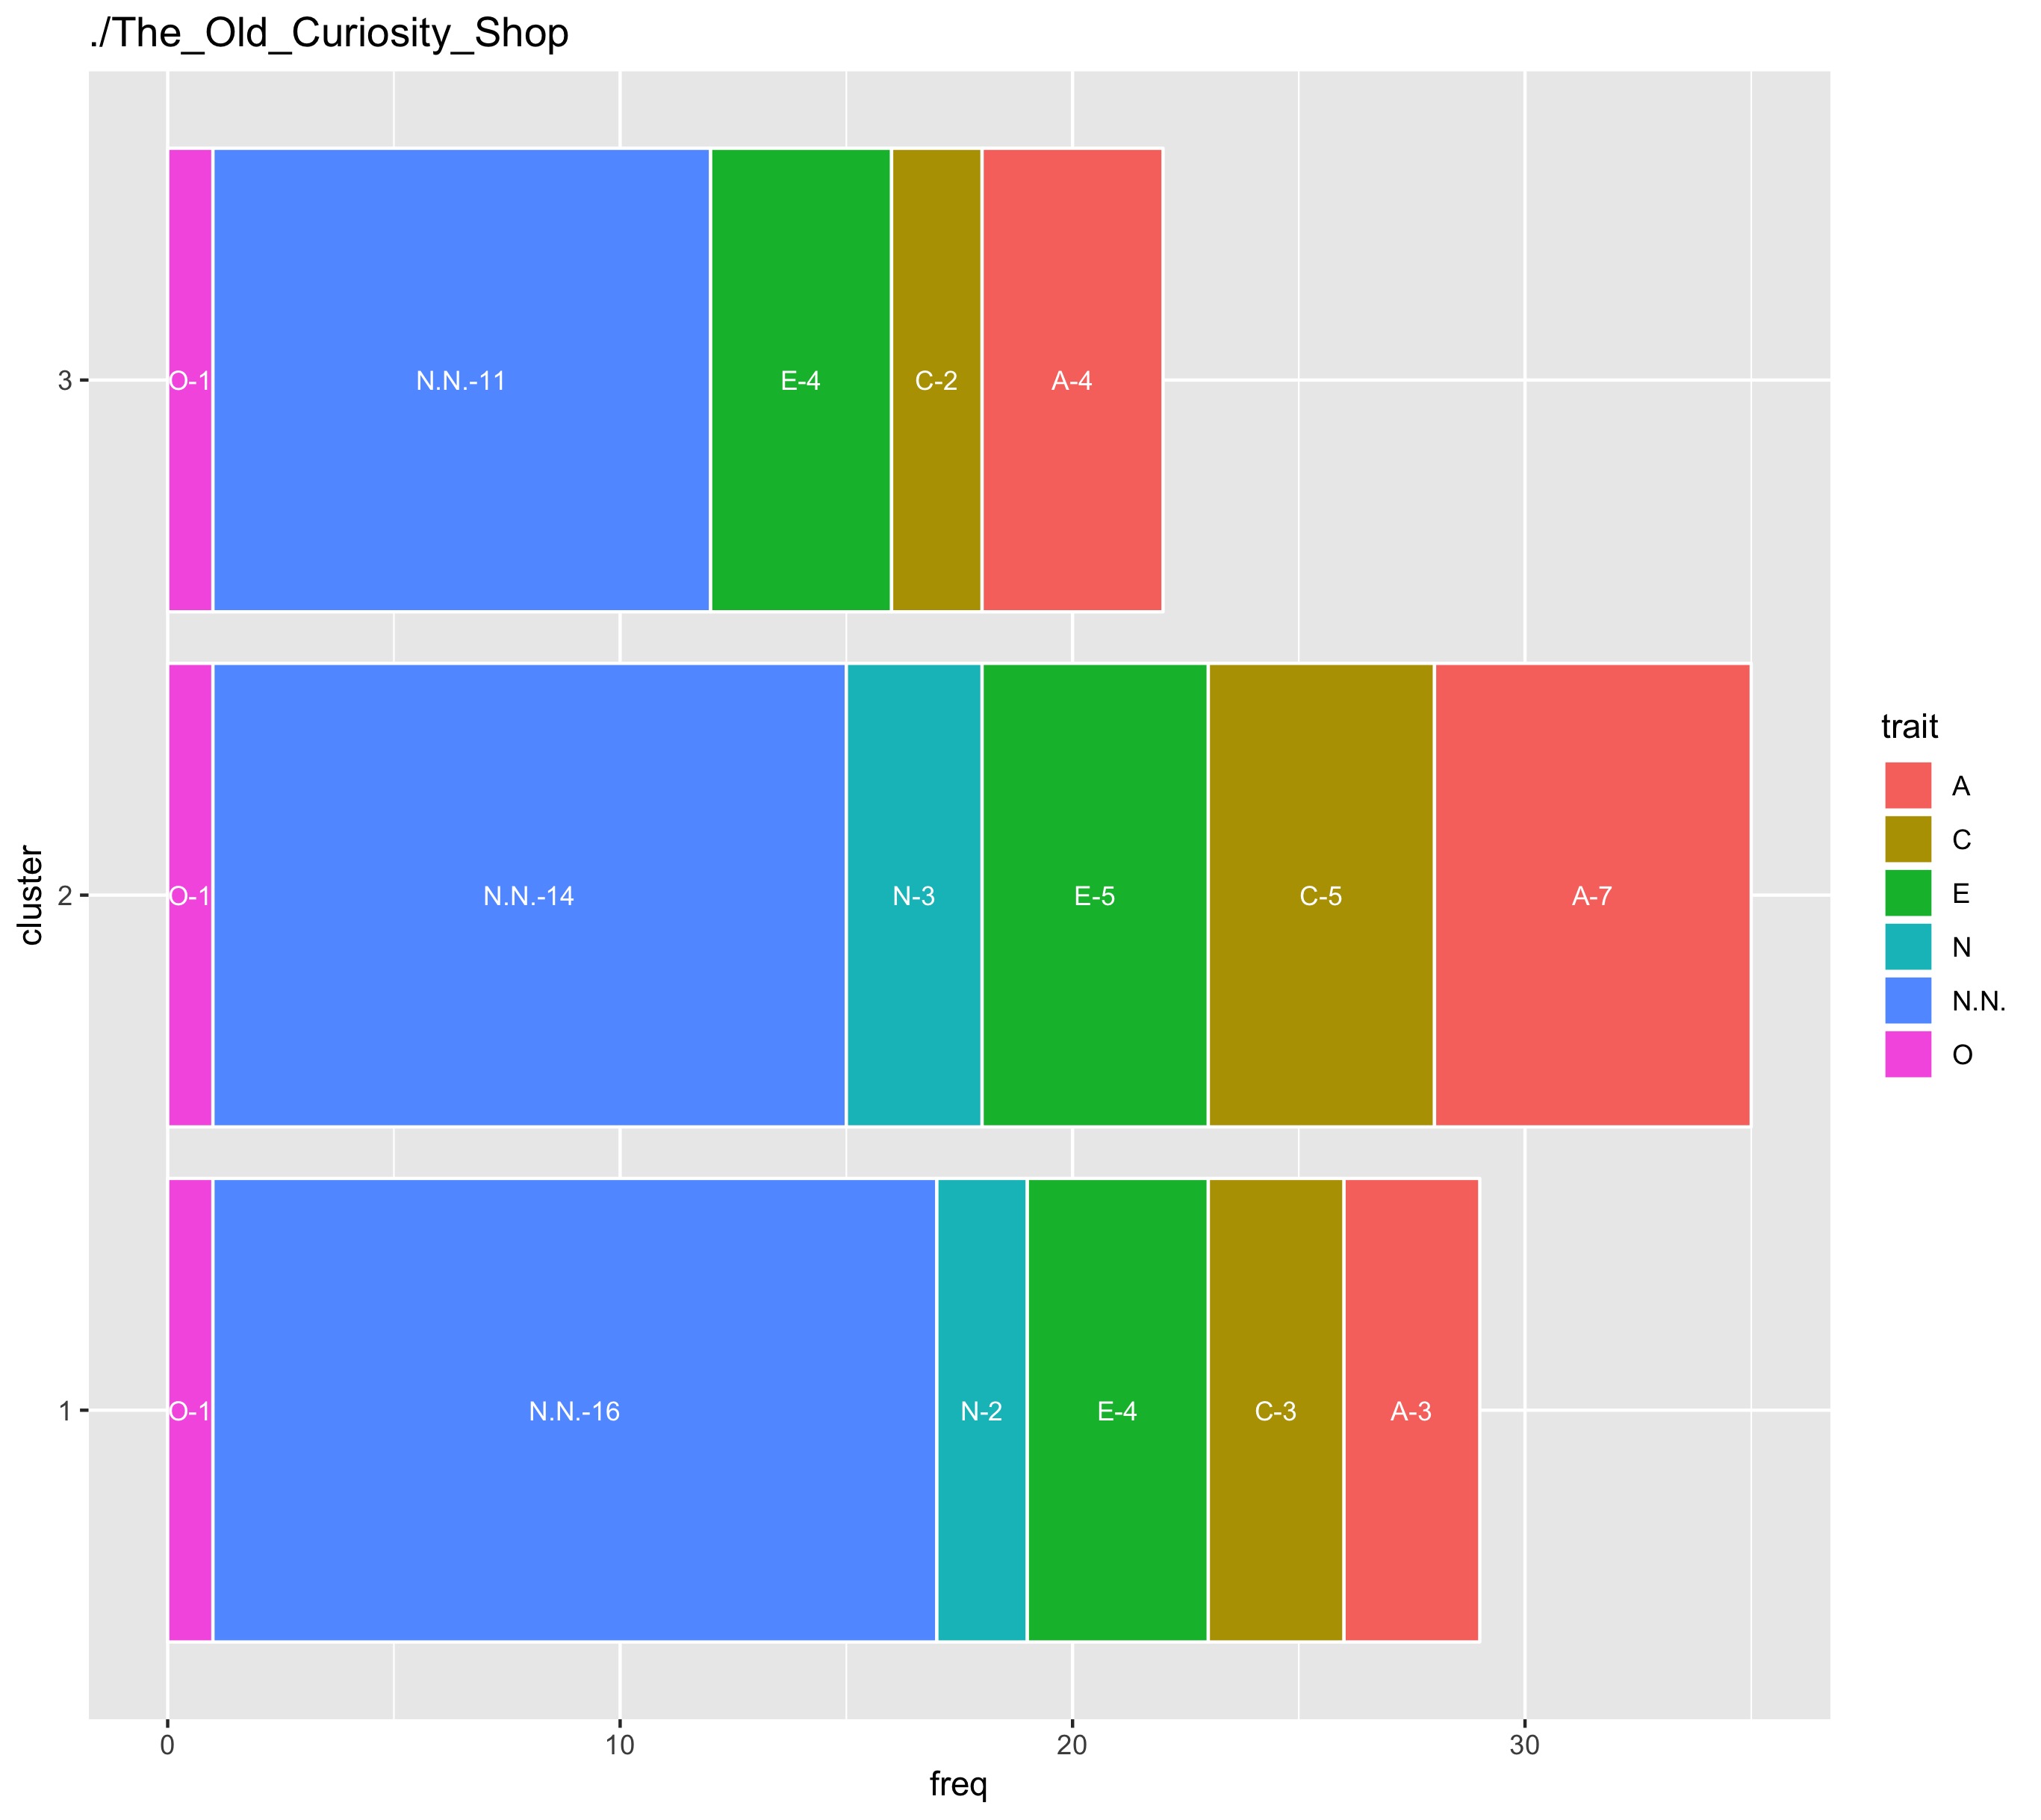 ./The_Old_Curiosity_Shop
3
O-1 N.N.-11 E-4 C-2 A-4
2
O-1 N.N.-14 N-3 E-5 C-5 A-7
1
O-1 N.N.-16 N-2 E-4 C-3 A-3
cluster
0 10 20 30
freq
trait
A
C
E
N
N.N.
O